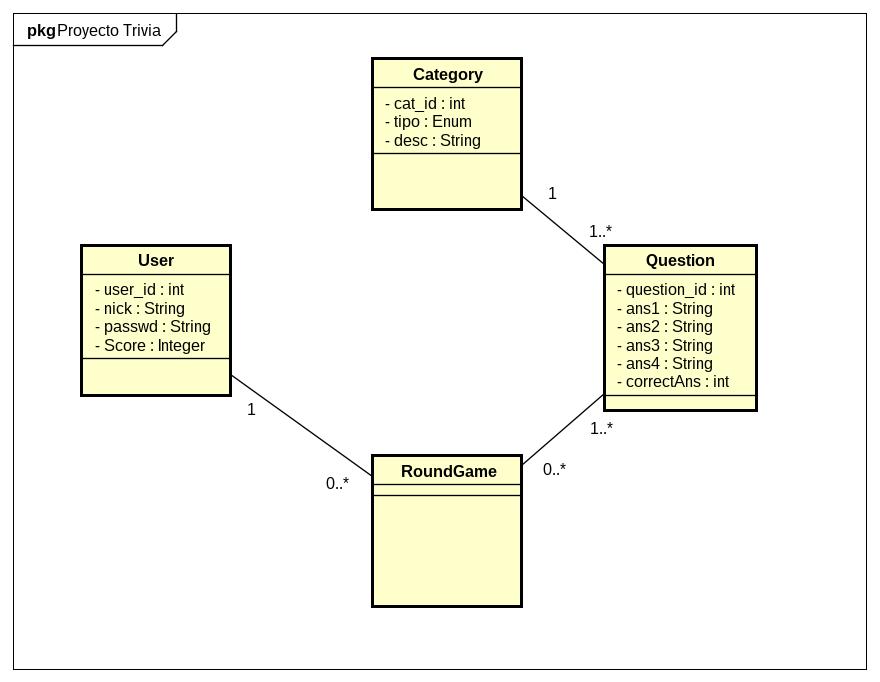 pkg Proyecto Trivia
Category
- cat_id : int
- tipo : Enum
- desc : String
1
1..*
User
- user_id : int
- nick : String
- passwd : String
- Score : Integer
Question
- question_id : int
- ans1 : String
- ans2 : String
- ans3 : String
- ans4 : String
- correctAns : int
1
1..*
0..*
0..*
RoundGame